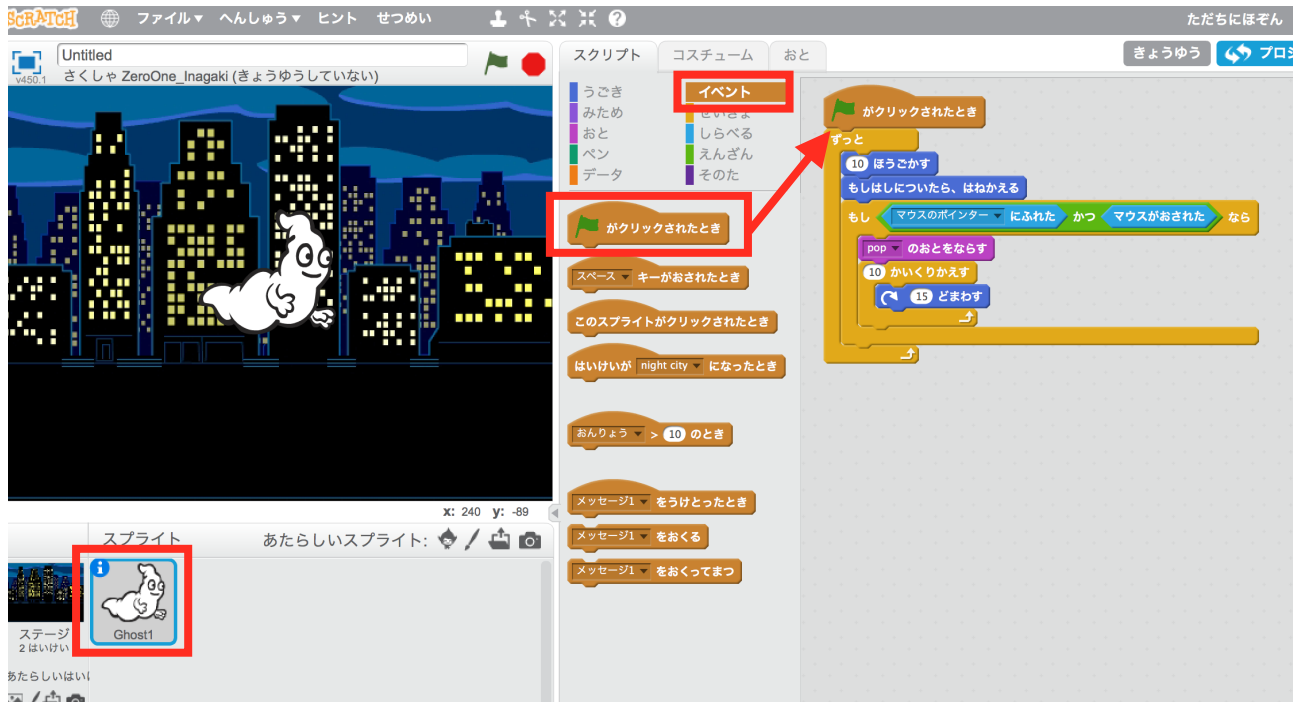 SCRATCH
ファイル▼ へんしゅう▼ ヒント せつめい
ただちにほぞん
v450.1
Untitled
さくしゃ ZeroOne_Inagaki (きょうゆうしていない)
スクリプト
コスチューム
おと
きょうゆう
うごき
イベント
みため
せいぎょ
おと
しらべる
ペン
えんざん
データ
そのた
がクリックされたとき
スペース▼ キーがおされたとき
このスプライトがクリックされたとき
はいけいが night city▼ になったとき
おんりょう▼ > 10 のとき
メッセージ1▼ をうけとったとき
メッセージ1▼ をおくる
メッセージ1▼ をおくってまつ
がクリックされたとき
ずっと
10 ほうごかす
もしはしについたら、はねかえる
もし マウスのポインター▼ にふれた かつ マウスがおされた なら
pop▼ のおとをならす
10 かいくりかえす
15 どまわす
x: 240 y: -89
スプライト
あたらしいスプライト:
Ghost1
ステージ
2 はいけい